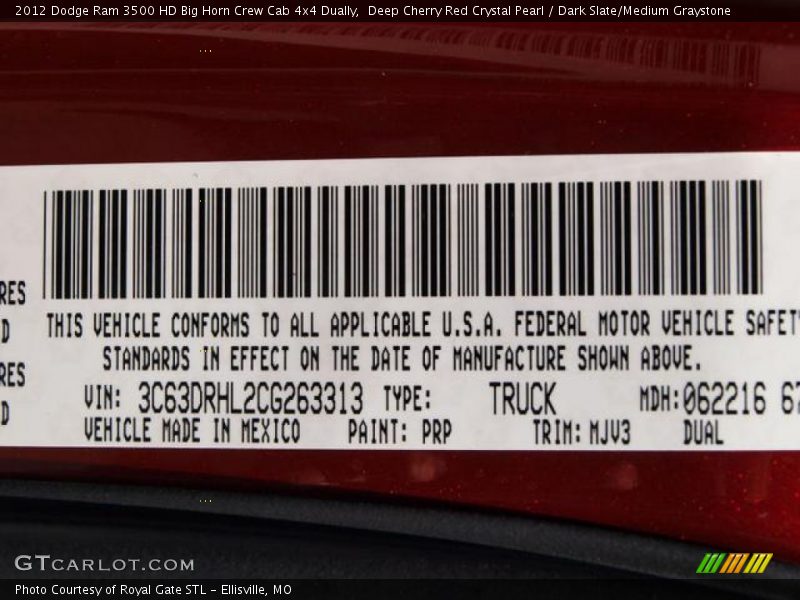 2012 Dodge Ram 3500 HD Big Horn Crew Cab 4x4 Dually,  Deep Cherry Red Crystal Pearl / Dark Slate/Medium Graystone
RES
D
RES
D
THIS VEHICLE CONFORMS TO ALL APPLICABLE U.S.A. FEDERAL MOTOR VEHICLE SAFET
STANDARDS IN EFFECT ON THE DATE OF MANUFACTURE SHOWN ABOVE.
VIN: 3C63DRHL2CG263313 TYPE: TRUCK MDH:062216 67
VEHICLE MADE IN MEXICO PAINT: PRP TRIM: MJV3 DUAL
GTCARLOT.COM
Photo Courtesy of Royal Gate STL - Ellisville, MO